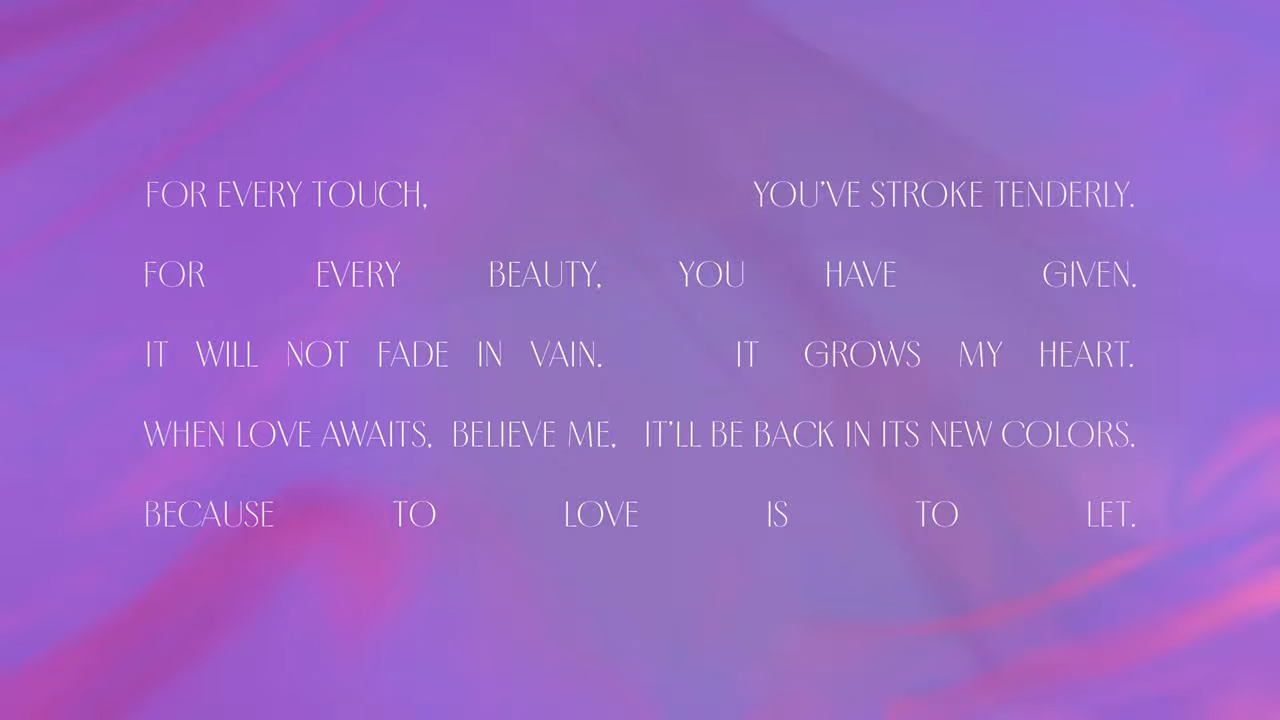 FOR EVERY TOUCH, YOU'VE STROKE TENDERLY.
FOR EVERY BEAUTY, YOU HAVE GIVEN.
IT WILL NOT FADE IN VAIN. IT GROWS MY HEART.
WHEN LOVE AWAITS, BELIEVE ME, IT'LL BE BACK IN ITS NEW COLORS.
BECAUSE TO LOVE IS TO LET.